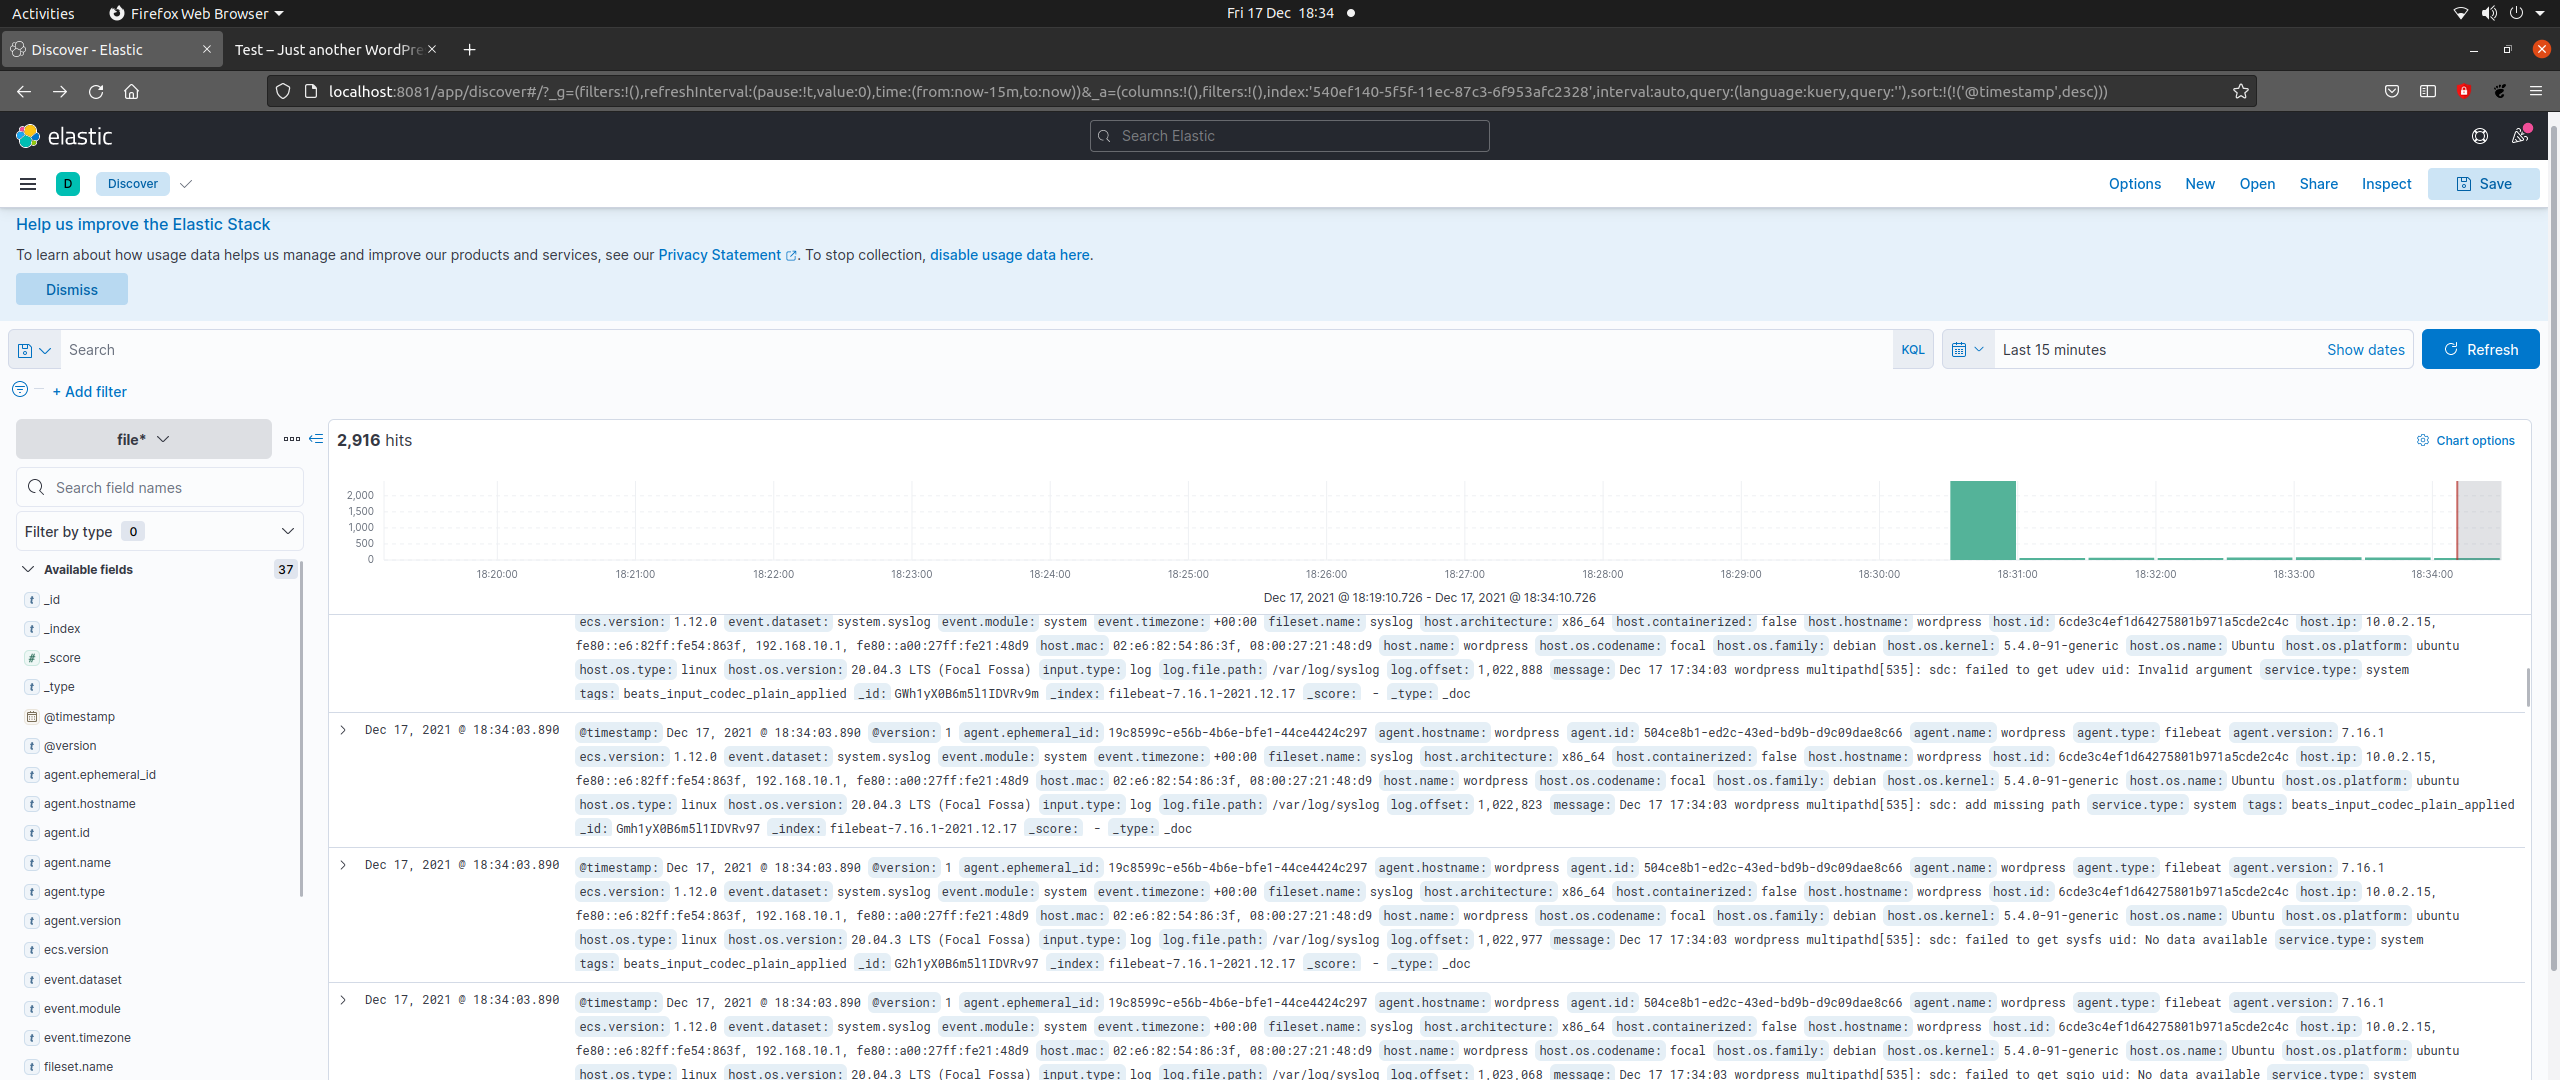 Activities Firefox Web Browser Fri 17 Dec 18:34
Discover - Elastic Test – Just another WordPre
localhost:8081/app/discover#/?_g=(filters:!(),refreshInterval:(pause:!t,value:0),time:(from:now-15m,to:now))&_a=(columns:!(),filters:!(),index:'540ef140-5f5f-11ec-87c3-6f953afc2328',interval:auto,query:(language:kuery,query:''),sort:!(!('@timestamp',desc)))
elastic Search Elastic
D Discover Options New Open Share Inspect Save
Help us improve the Elastic Stack
To learn about how usage data helps us manage and improve our products and services, see our Privacy Statement. To stop collection, disable usage data here.
Dismiss
Search KQL Last 15 minutes Show dates Refresh
+ Add filter
file*
Search field names
Filter by type 0
Available fields 37
_id
_index
_score
_type
@timestamp
@version
agent.ephemeral_id
agent.hostname
agent.id
agent.name
agent.type
agent.version
ecs.version
event.dataset
event.module
event.timezone
fileset.name
2,916 hits Chart options
2,000
1,500
1,000
500
0
18:20:00 18:21:00 18:22:00 18:23:00 18:24:00 18:25:00 18:26:00 18:27:00 18:28:00 18:29:00 18:30:00 18:31:00 18:32:00 18:33:00 18:34:00
Dec 17, 2021 @ 18:19:10.726 - Dec 17, 2021 @ 18:34:10.726
ecs.version: 1.12.0 event.dataset: system.syslog event.module: system event.timezone: +00:00 fileset.name: syslog host.architecture: x86_64 host.containerized: false host.hostname: wordpress host.id: 6cde3c4ef1d64275801b971a5cde2c4c host.ip: 10.0.2.15,
fe80::e6:82ff:fe54:863f, 192.168.10.1, fe80::a00:27ff:fe21:48d9 host.mac: 02:e6:82:54:86:3f, 08:00:27:21:48:d9 host.name: wordpress host.os.codename: focal host.os.family: debian host.os.kernel: 5.4.0-91-generic host.os.name: Ubuntu host.os.platform: ubuntu
host.os.type: linux host.os.version: 20.04.3 LTS (Focal Fossa) input.type: log log.file.path: /var/log/syslog log.offset: 1,022,888 message: Dec 17 17:34:03 wordpress multipathd[535]: sdc: failed to get udev uid: Invalid argument service.type: system
tags: beats_input_codec_plain_applied _id: GWh1yX0B6m5l1IDVRv9m _index: filebeat-7.16.1-2021.12.17 _score: - _type: _doc
Dec 17, 2021 @ 18:34:03.890 @timestamp: Dec 17, 2021 @ 18:34:03.890 @version: 1 agent.ephemeral_id: 19c8599c-e56b-4b6e-bfe1-44ce4424c297 agent.hostname: wordpress agent.id: 504ce8b1-ed2c-43ed-bd9b-d9c09dae8c66 agent.name: wordpress agent.type: filebeat agent.version: 7.16.1
ecs.version: 1.12.0 event.dataset: system.syslog event.module: system event.timezone: +00:00 fileset.name: syslog host.architecture: x86_64 host.containerized: false host.hostname: wordpress host.id: 6cde3c4ef1d64275801b971a5cde2c4c host.ip: 10.0.2.15,
fe80::e6:82ff:fe54:863f, 192.168.10.1, fe80::a00:27ff:fe21:48d9 host.mac: 02:e6:82:54:86:3f, 08:00:27:21:48:d9 host.name: wordpress host.os.codename: focal host.os.family: debian host.os.kernel: 5.4.0-91-generic host.os.name: Ubuntu host.os.platform: ubuntu
host.os.type: linux host.os.version: 20.04.3 LTS (Focal Fossa) input.type: log log.file.path: /var/log/syslog log.offset: 1,022,823 message: Dec 17 17:34:03 wordpress multipathd[535]: sdc: add missing path service.type: system tags: beats_input_codec_plain_applied
_id: Gmh1yX0B6m5l1IDVRv97 _index: filebeat-7.16.1-2021.12.17 _score: - _type: _doc
Dec 17, 2021 @ 18:34:03.890 @timestamp: Dec 17, 2021 @ 18:34:03.890 @version: 1 agent.ephemeral_id: 19c8599c-e56b-4b6e-bfe1-44ce4424c297 agent.hostname: wordpress agent.id: 504ce8b1-ed2c-43ed-bd9b-d9c09dae8c66 agent.name: wordpress agent.type: filebeat agent.version: 7.16.1
ecs.version: 1.12.0 event.dataset: system.syslog event.module: system event.timezone: +00:00 fileset.name: syslog host.architecture: x86_64 host.containerized: false host.hostname: wordpress host.id: 6cde3c4ef1d64275801b971a5cde2c4c host.ip: 10.0.2.15,
fe80::e6:82ff:fe54:863f, 192.168.10.1, fe80::a00:27ff:fe21:48d9 host.mac: 02:e6:82:54:86:3f, 08:00:27:21:48:d9 host.name: wordpress host.os.codename: focal host.os.family: debian host.os.kernel: 5.4.0-91-generic host.os.name: Ubuntu host.os.platform: ubuntu
host.os.type: linux host.os.version: 20.04.3 LTS (Focal Fossa) input.type: log log.file.path: /var/log/syslog log.offset: 1,022,977 message: Dec 17 17:34:03 wordpress multipathd[535]: sdc: failed to get sysfs uid: No data available service.type: system
tags: beats_input_codec_plain_applied _id: G2h1yX0B6m5l1IDVRv97 _index: filebeat-7.16.1-2021.12.17 _score: - _type: _doc
Dec 17, 2021 @ 18:34:03.890 @timestamp: Dec 17, 2021 @ 18:34:03.890 @version: 1 agent.ephemeral_id: 19c8599c-e56b-4b6e-bfe1-44ce4424c297 agent.hostname: wordpress agent.id: 504ce8b1-ed2c-43ed-bd9b-d9c09dae8c66 agent.name: wordpress agent.type: filebeat agent.version: 7.16.1
ecs.version: 1.12.0 event.dataset: system.syslog event.module: system event.timezone: +00:00 fileset.name: syslog host.architecture: x86_64 host.containerized: false host.hostname: wordpress host.id: 6cde3c4ef1d64275801b971a5cde2c4c host.ip: 10.0.2.15,
fe80::e6:82ff:fe54:863f, 192.168.10.1, fe80::a00:27ff:fe21:48d9 host.mac: 02:e6:82:54:86:3f, 08:00:27:21:48:d9 host.name: wordpress host.os.codename: focal host.os.family: debian host.os.kernel: 5.4.0-91-generic host.os.name: Ubuntu host.os.platform: ubuntu
host.os.type: linux host.os.version: 20.04.3 LTS (Focal Fossa) input.type: log log.file.path: /var/log/syslog log.offset: 1,023,068 message: Dec 17 17:34:03 wordpress multipathd[535]: sdc: failed to get sgio uid: No data available service.type: system